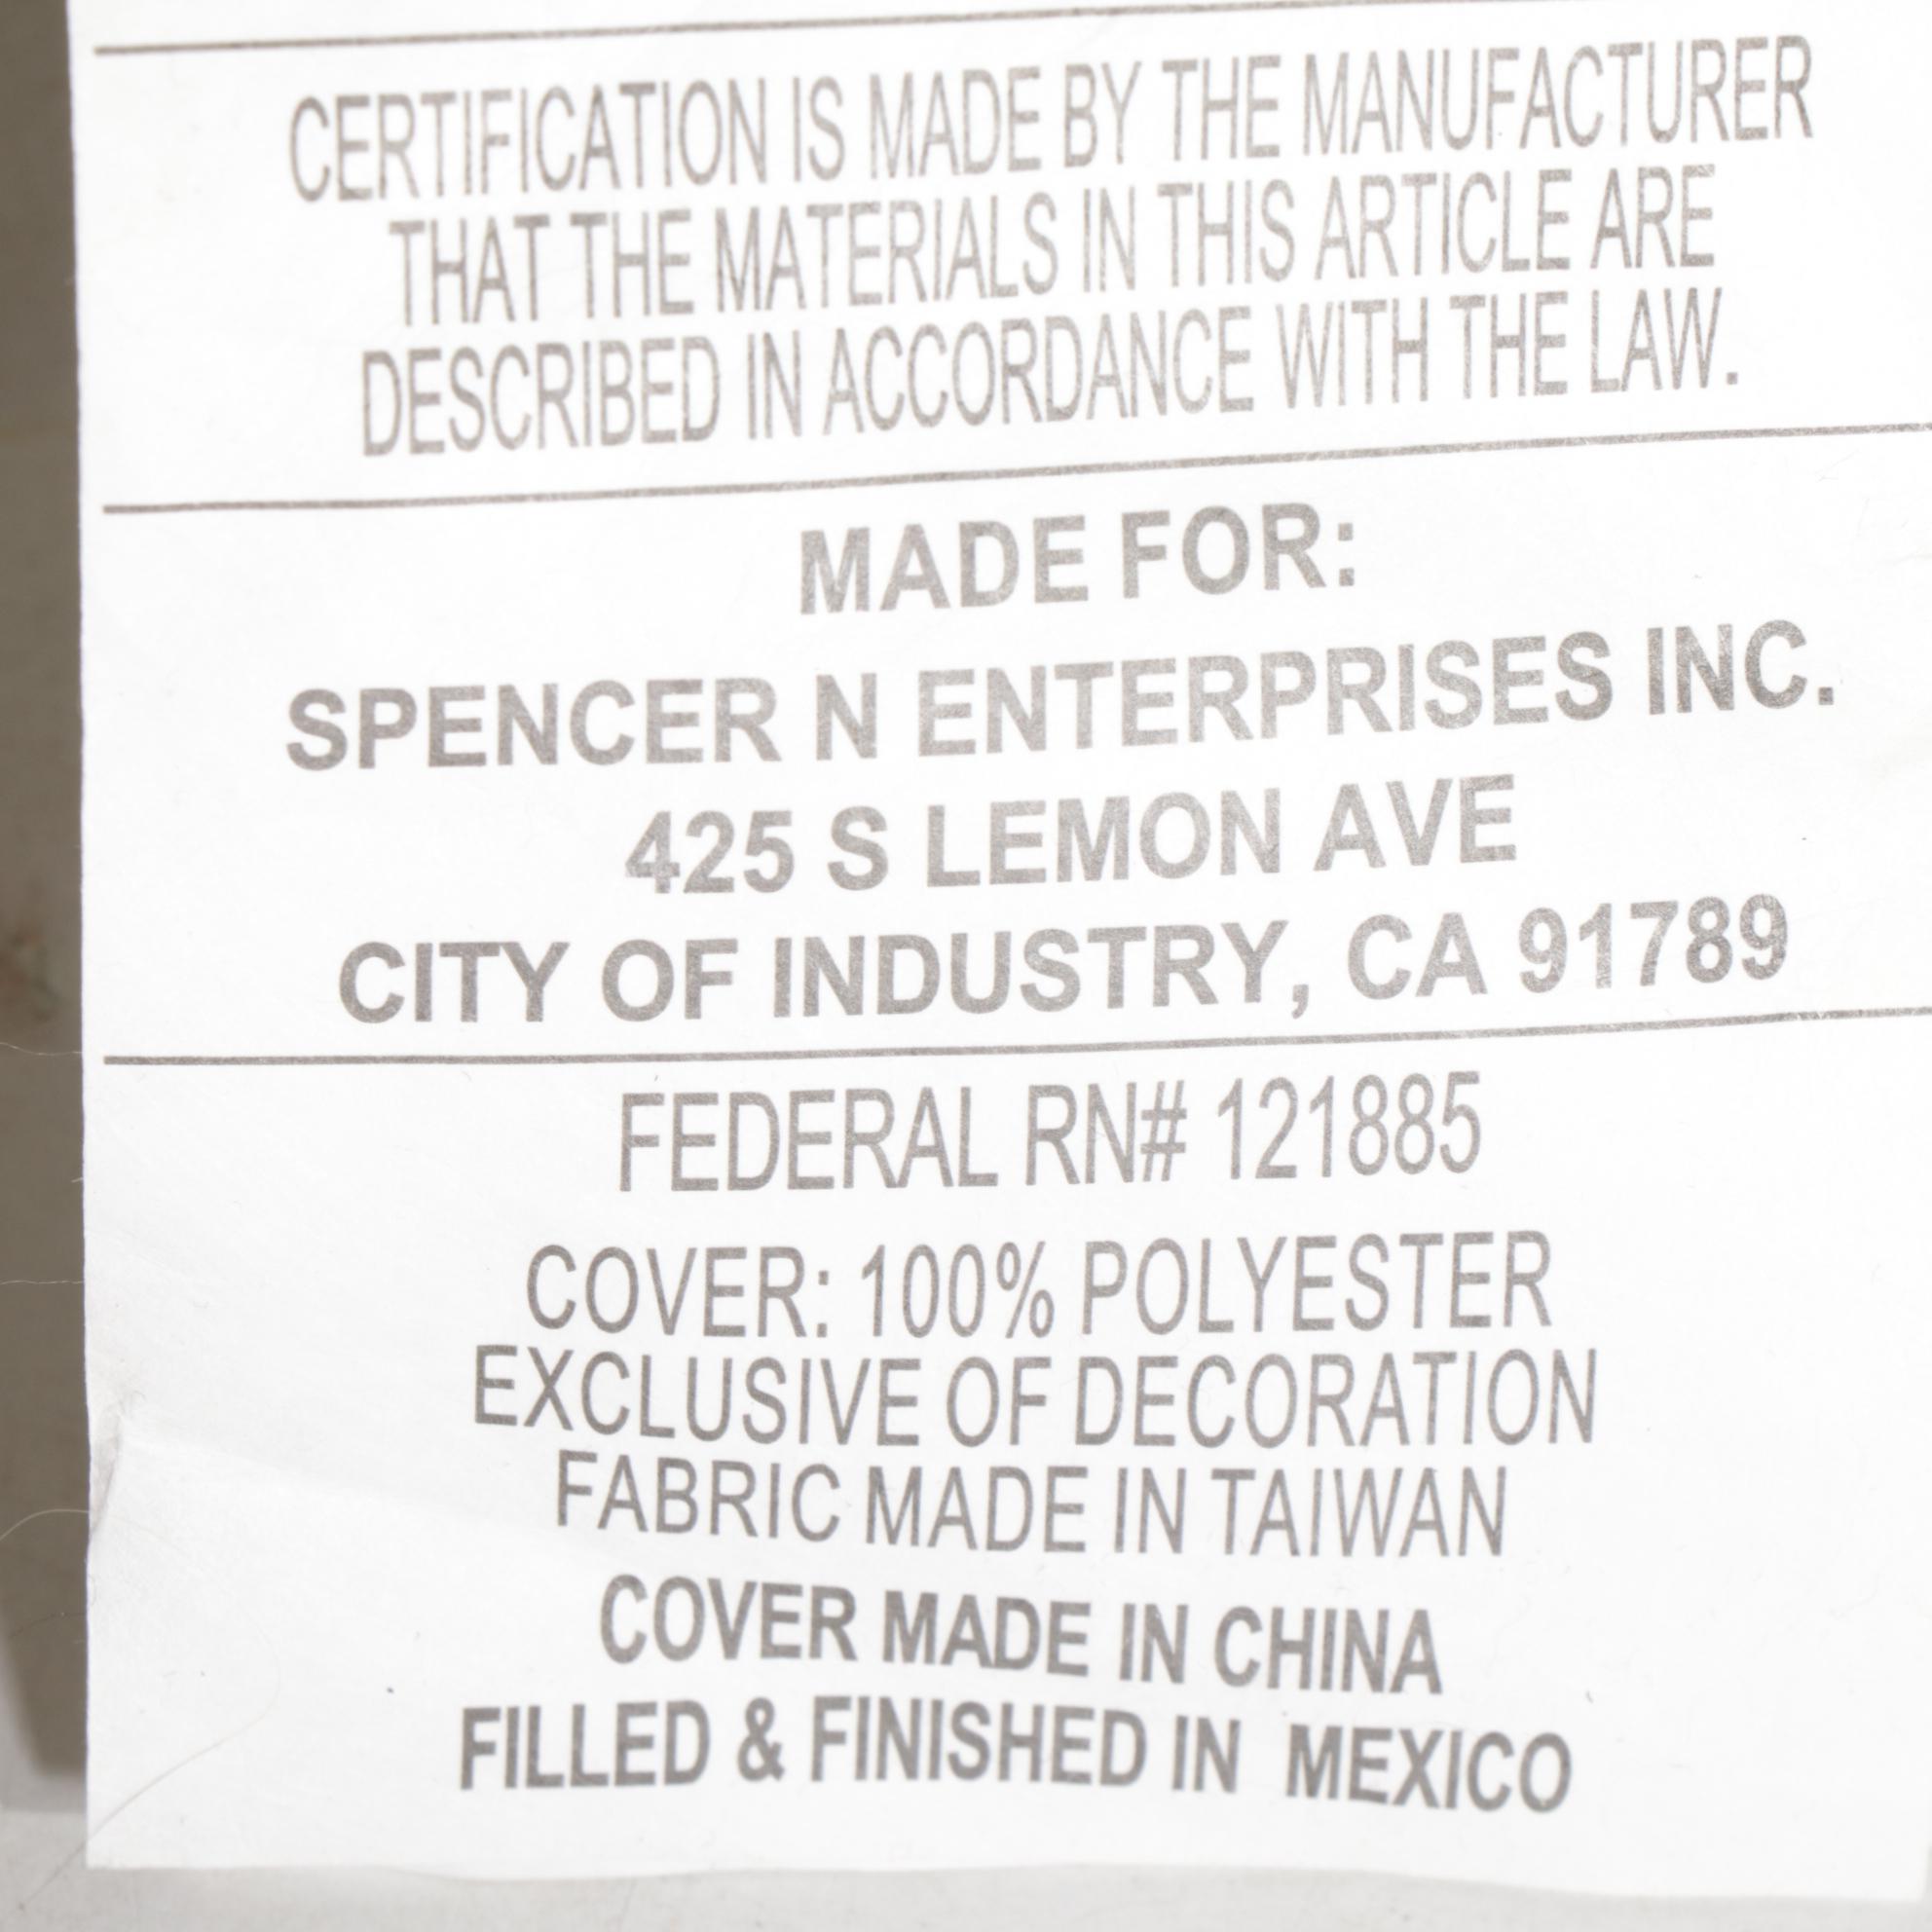 CERTIFICATION IS MADE BY THE MANUFACTURER
THAT THE MATERIALS IN THIS ARTICLE ARE
DESCRIBED IN ACCORDANCE WITH THE LAW.
MADE FOR:
SPENCER N ENTERPRISES INC.
425 S LEMON AVE
CITY OF INDUSTRY, CA 91789
FEDERAL RN# 121885
COVER: 100% POLYESTER
EXCLUSIVE OF DECORATION
FABRIC MADE IN TAIWAN
COVER MADE IN CHINA
FILLED & FINISHED IN MEXICO